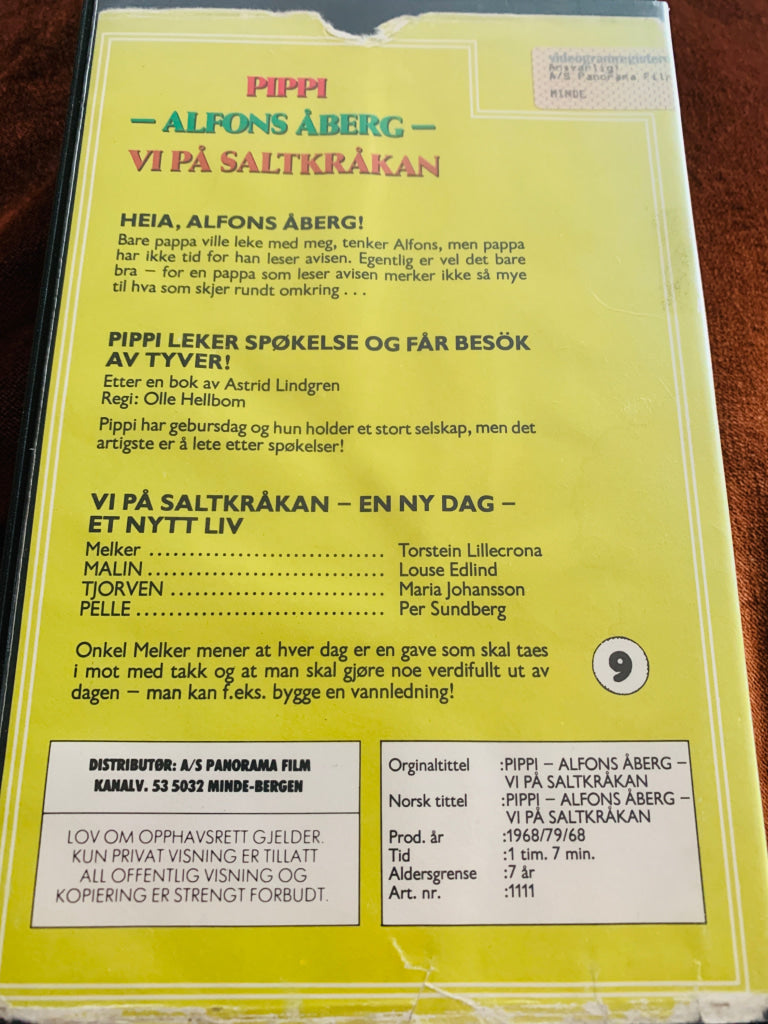 videogramregister
Ansvarlig:
A/S Panorama Film
MINDE
PIPPI
– ALFONS ÅBERG –
VI PÅ SALTKRÅKAN
HEIA, ALFONS ÅBERG!
Bare pappa ville leke med meg, tenker Alfons, men pappa
har ikke tid for han leser avisen. Egentlig er vel det bare
bra – for en pappa som leser avisen merker ikke så mye
til hva som skjer rundt omkring . . .
PIPPI LEKER SPØKELSE OG FÅR BESÖK
AV TYVER!
Etter en bok av Astrid Lindgren
Regi: Olle Hellbom
Pippi har gebursdag og hun holder et stort selskap, men det
artigste er å lete etter spøkelser!
VI PÅ SALTKRÅKAN – EN NY DAG –
ET NYTT LIV
Melker ............................. Torstein Lillecrona
MALIN ............................. Louse Edlind
TJORVEN .......................... Maria Johansson
PELLE .............................. Per Sundberg
Onkel Melker mener at hver dag er en gave som skal taes
i mot med takk og at man skal gjøre noe verdifullt ut av
dagen – man kan f.eks. bygge en vannledning!
9
DISTRIBUTØR: A/S PANORAMA FILM
KANALV. 53 5032 MINDE-BERGEN
LOV OM OPPHAVSRETT GJELDER.
KUN PRIVAT VISNING ER TILLATT
ALL OFFENTLIG VISNING OG
KOPIERING ER STRENGT FORBUDT.
Orginaltittel :PIPPI – ALFONS ÅBERG –
VI PÅ SALTKRÅKAN
Norsk tittel :PIPPI – ALFONS ÅBERG –
VI PÅ SALTKRÅKAN
Prod. år :1968/79/68
Tid :1 tim. 7 min.
Aldersgrense :7 år
Art. nr. :1111